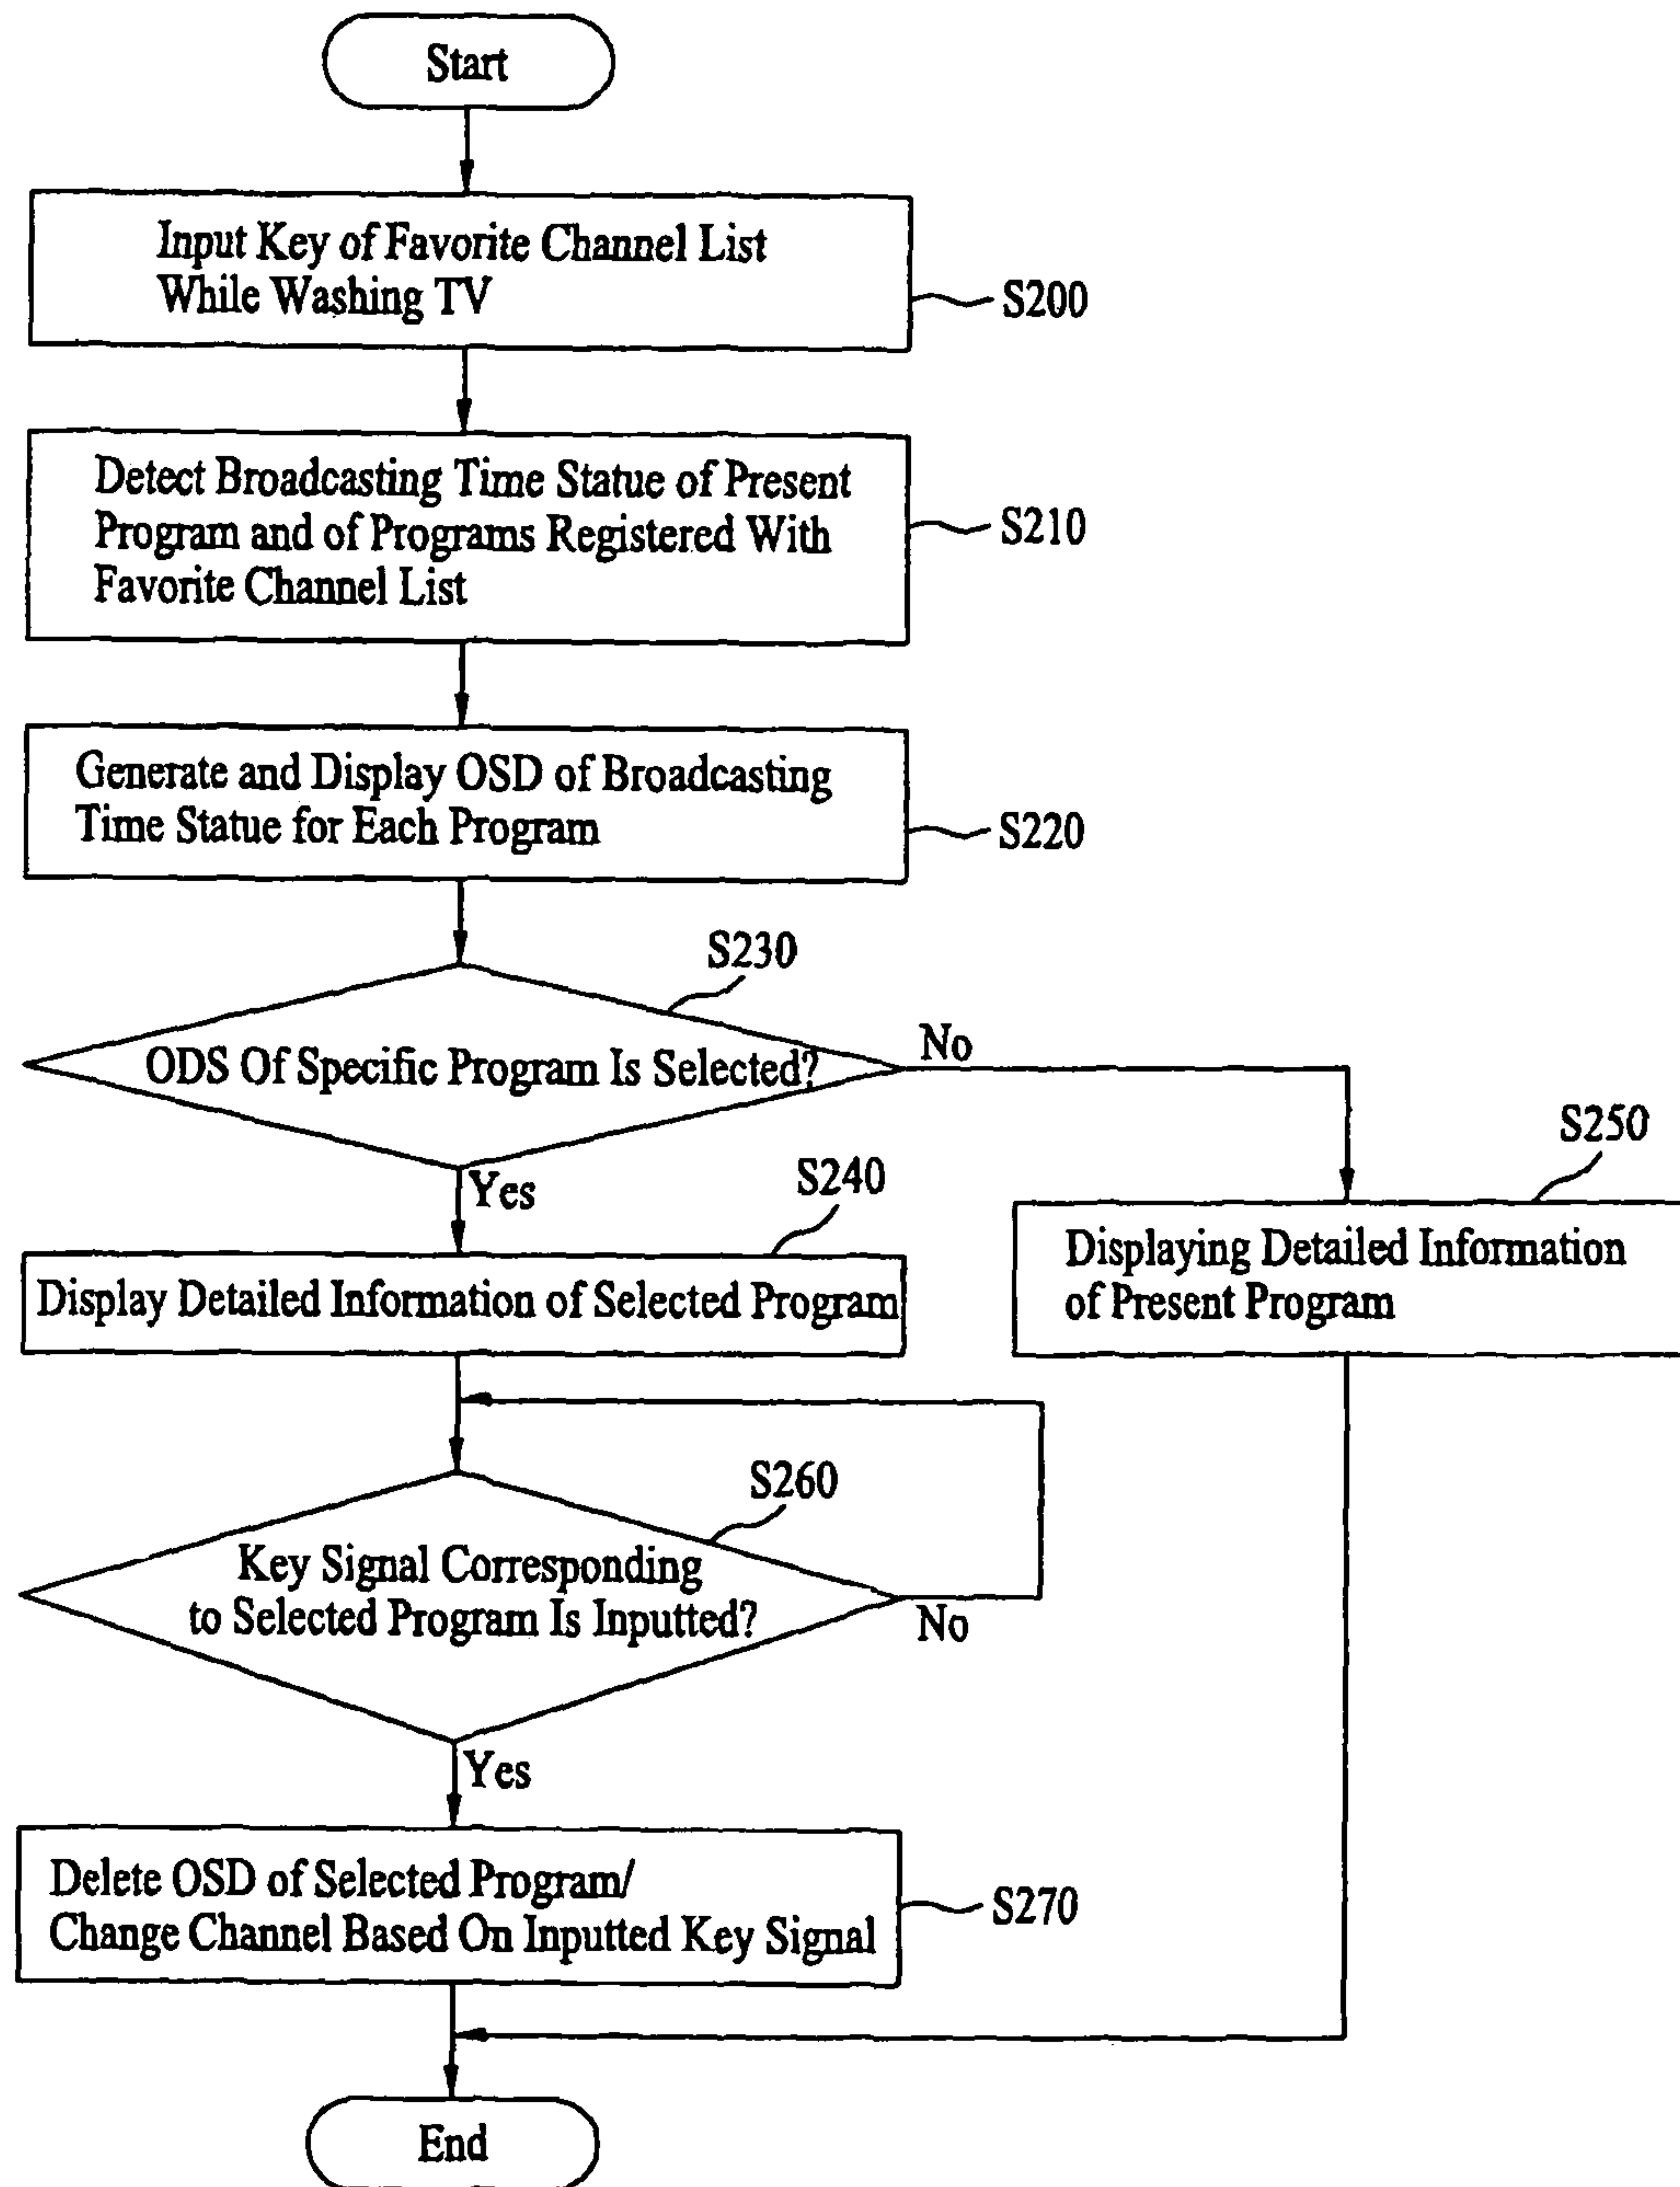 Start
Input Key of Favorite Channel List
While Washing TV
S200
Detect Broadcasting Time Statue of Present
Program and of Programs Registered With
Favorite Channel List
S210
Generate and Display OSD of Broadcasting
Time Statue for Each Program
S220
S230
ODS Of Specific Program Is Selected?
No
Yes
S240
S250
Display Detailed Information of Selected Program
Displaying Detailed Information
of Present Program
S260
Key Signal Corresponding
to Selected Program Is Inputted?
No
Yes
Delete OSD of Selected Program/
Change Channel Based On Inputted Key Signal
S270
End